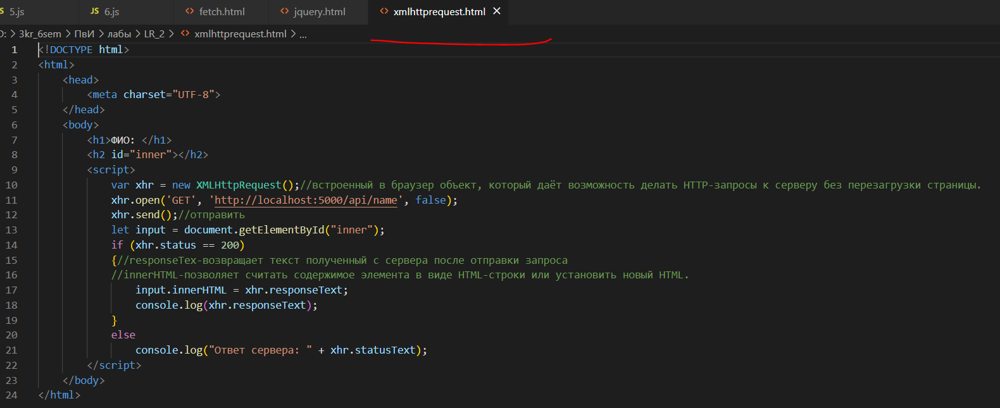 5.js JS 6.js <> fetch.html <> jquery.html <> xmlhttprequest.html ×
> 3kr_6sem > ПвИ > лабы > LR_2 > <> xmlhttprequest.html > ...
1 <!DOCTYPE html>
2 <html>
3 <head>
4 <meta charset="UTF-8">
5 </head>
6 <body>
7 <h1>ФИО: </h1>
8 <h2 id="inner"></h2>
9 <script>
10 var xhr = new XMLHttpRequest();//встроенный в браузер объект, который даёт возможность делать HTTP-запросы к серверу без перезагрузки страницы.
11 xhr.open('GET', 'http://localhost:5000/api/name', false);
12 xhr.send();//отправить
13 let input = document.getElementById("inner");
14 if (xhr.status == 200)
15 {//responseTex-возвращает текст полученный с сервера после отправки запроса
16 //innerHTML-позволяет считать содержимое элемента в виде HTML-строки или установить новый HTML.
17 input.innerHTML = xhr.responseText;
18 console.log(xhr.responseText);
19 }
20 else
21 console.log("Ответ сервера: " + xhr.statusText);
22 </script>
23 </body>
24 </html>